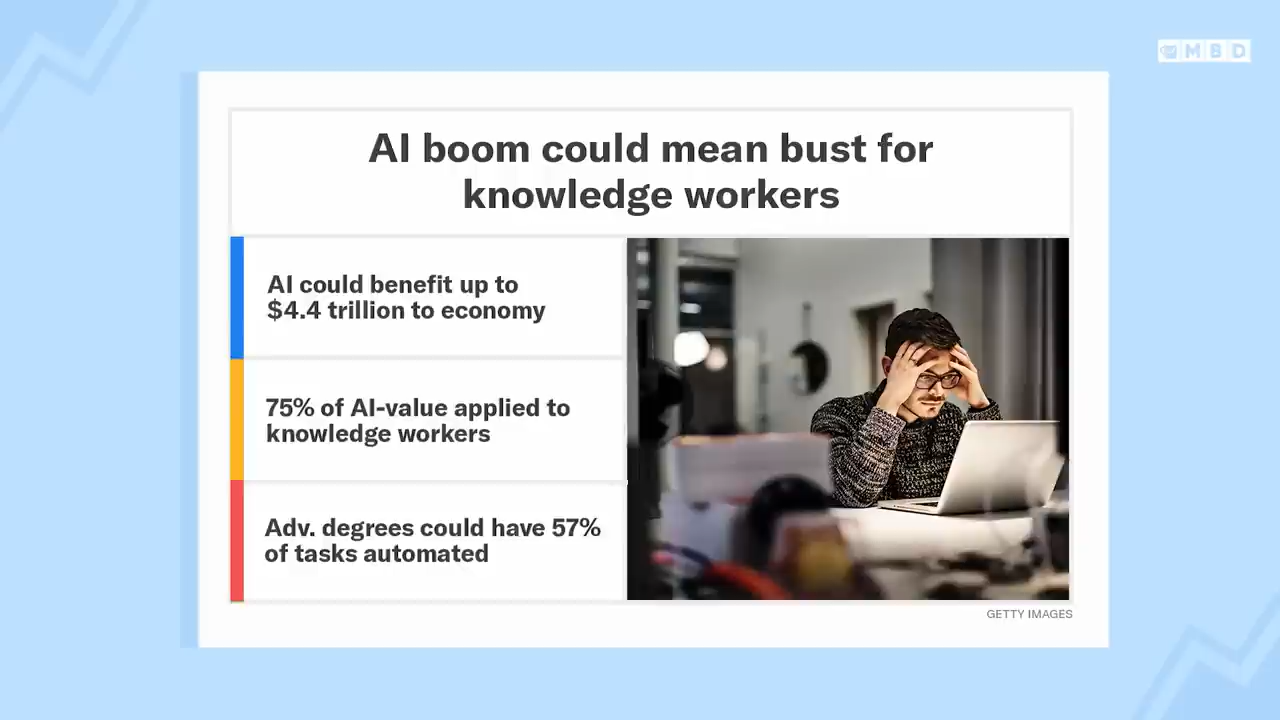 MBD
AI boom could mean bust for
knowledge workers
AI could benefit up to
$4.4 trillion to economy
75% of AI-value applied to
knowledge workers
Adv. degrees could have 57%
of tasks automated
GETTY IMAGES